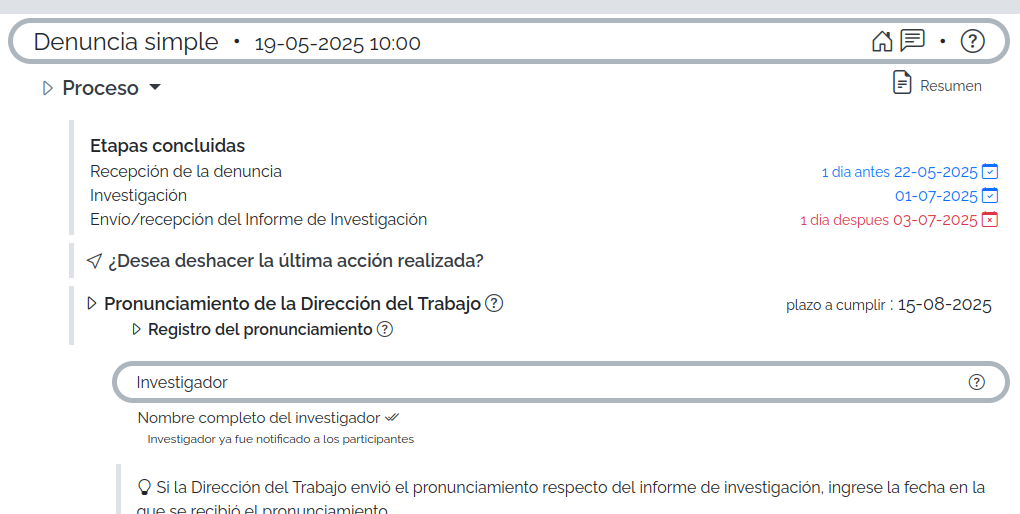 Denuncia simple • 19-05-2025 10:00 •
Proceso
Resumen
Etapas concluidas
Recepción de la denuncia 1 dia antes 22-05-2025
Investigación 01-07-2025
Envío/recepción del Informe de Investigación 1 dia despues 03-07-2025
¿Desea deshacer la última acción realizada?
Pronunciamiento de la Dirección del Trabajo plazo a cumplir : 15-08-2025
Registro del pronunciamiento
Investigador
Nombre completo del investigador
Investigador ya fue notificado a los participantes
Si la Dirección del Trabajo envió el pronunciamiento respecto del informe de investigación, ingrese la fecha en la
que se recibió el pronunciamiento.